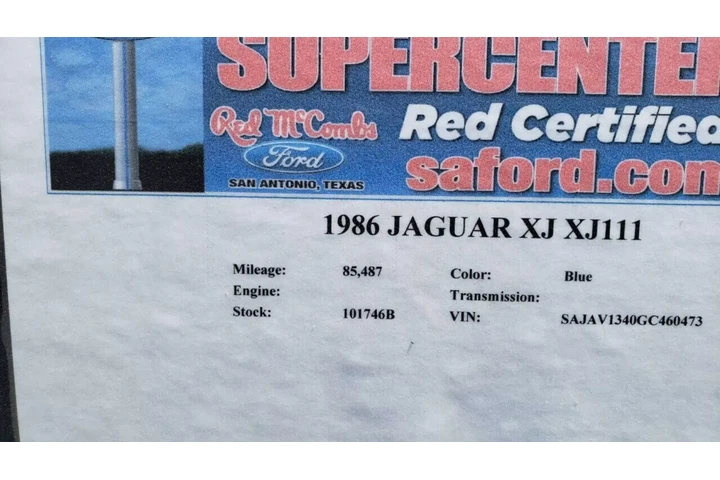 SUPERCENTER
Red McCombs
Red Certified
Ford
saford.com
SAN ANTONIO, TEXAS
1986 JAGUAR XJ XJ111
Mileage: 85,487 Color: Blue
Engine: Transmission:
Stock: 101746B VIN: SAJAV1340GC460473